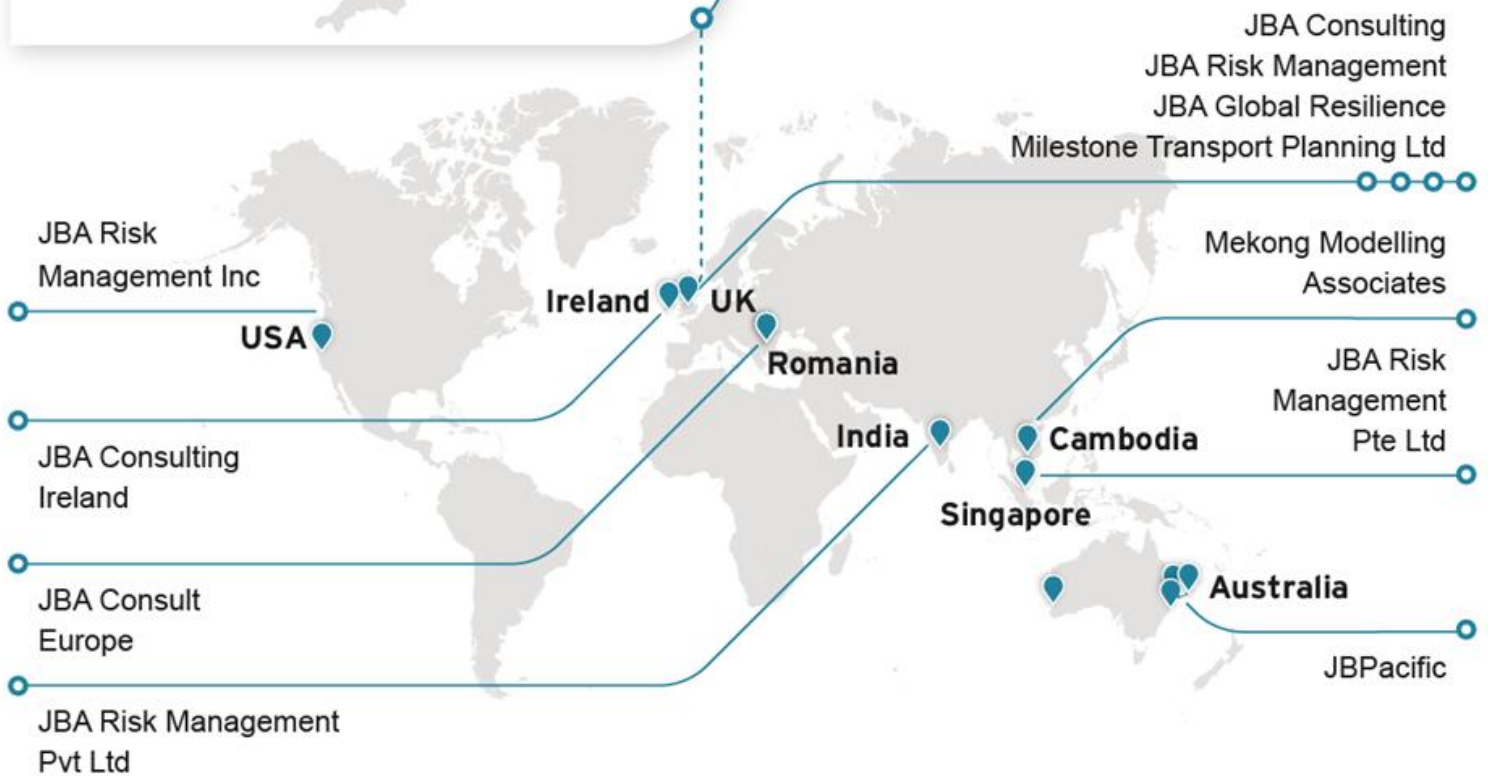 JBA Consulting
JBA Risk Management
JBA Global Resilience
Milestone Transport Planning Ltd
JBA Risk
Management Inc
USA
Ireland
UK
Romania
Mekong Modelling
Associates
JBA Risk
Management
Pte Ltd
India
Cambodia
Singapore
JBA Consulting
Ireland
JBA Consult
Europe
Australia
JBPacific
JBA Risk Management
Pvt Ltd